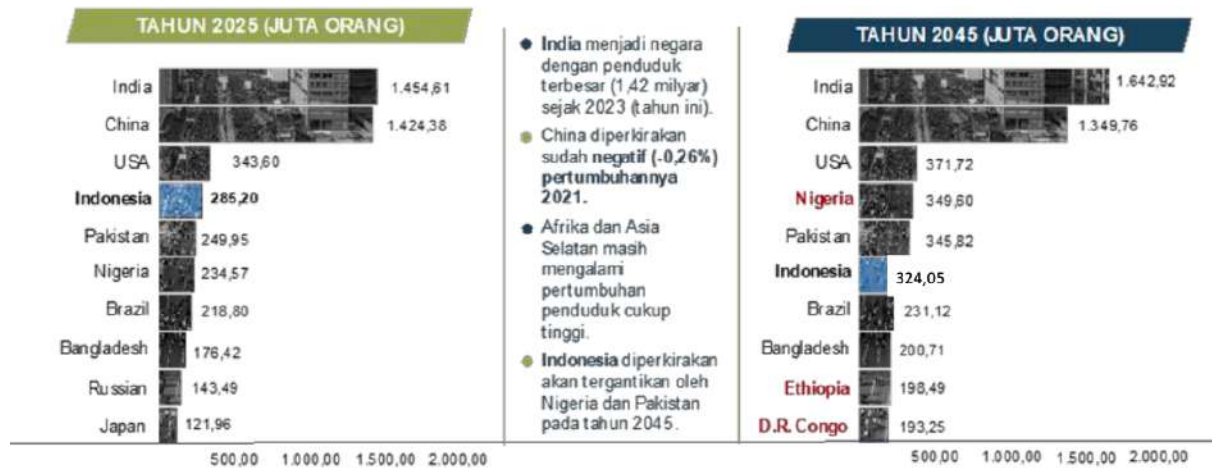 TAHUN 2025 (JUTA ORANG)
India 1.454,61
China 1.424,38
USA 343,60
Indonesia 285,20
Pakistan 249,95
Nigeria 234,57
Brazil 218,80
Bangladesh 176,42
Russian 143,49
Japan 121,96
500,00 1.000,00 1.500,00 2.000,00
India menjadi negara
dengan penduduk
terbesar (1,42 milyar)
sejak 2023 (tahun ini).
China diperkirakan
sudah negatif (-0,26%)
pertumbuhannya
2021.
Afrika dan Asia
Selatan masih
mengalami
pertumbuhan
penduduk cukup
tinggi.
Indonesia diperkirakan
akan tergantikan oleh
Nigeria dan Pakistan
pada tahun 2045.
TAHUN 2045 (JUTA ORANG)
India 1.642,92
China 1.349,76
USA 371,72
Nigeria 349,60
Pakistan 345,82
Indonesia 324,05
Brazil 231,12
Bangladesh 200,71
Ethiopia 198,49
D.R. Congo 193,25
500,00 1.000,00 1.500,00 2.000,00